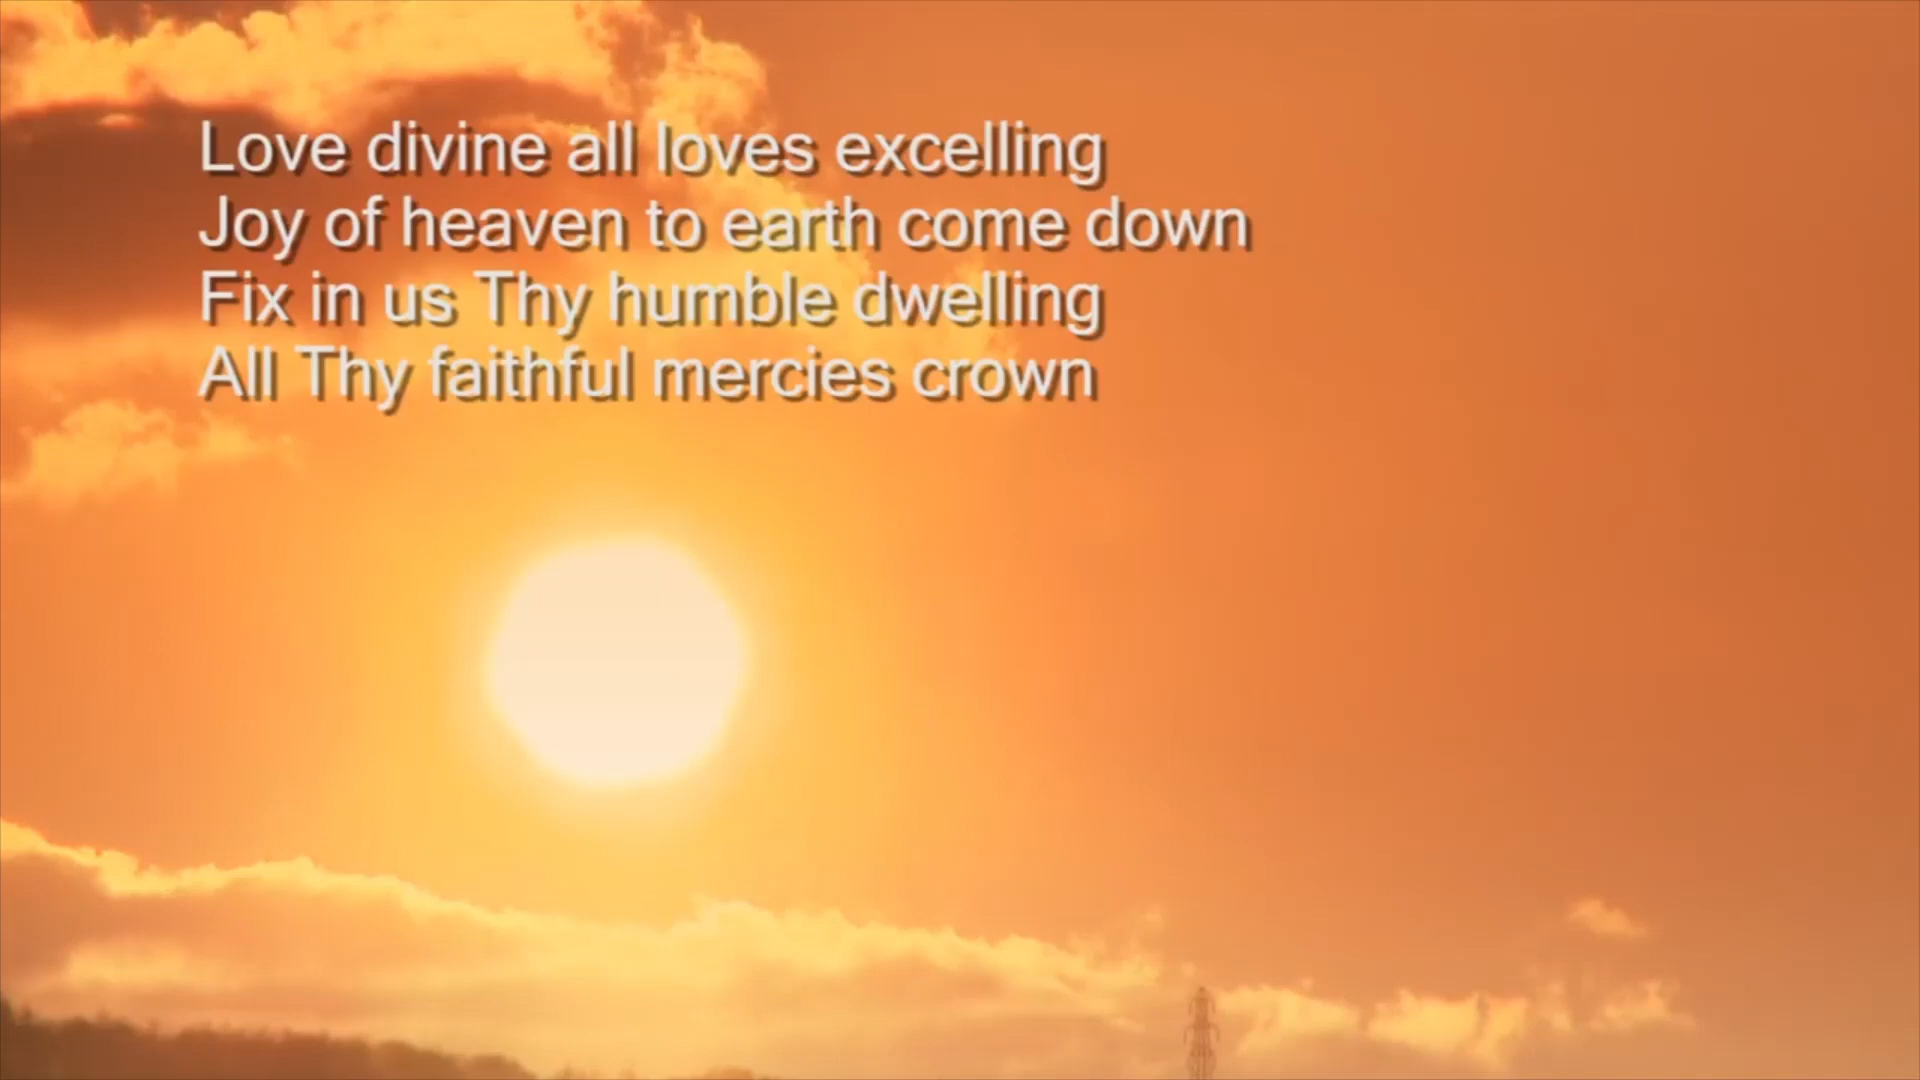 Love divine all loves excelling
Joy of heaven to earth come down
Fix in us Thy humble dwelling
All Thy faithful mercies crown